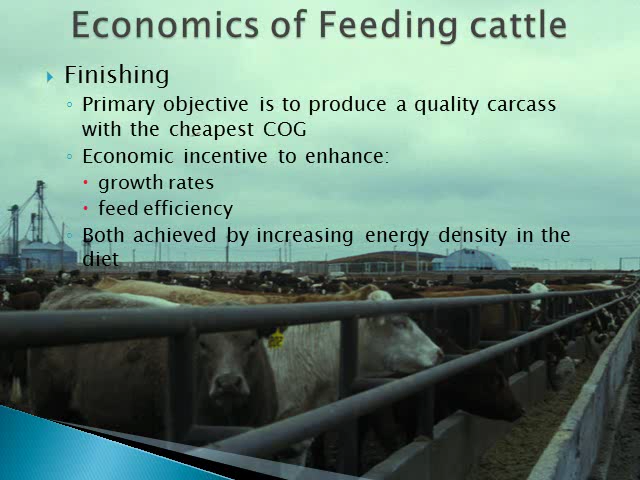 Economics of Feeding cattle
Finishing
Primary objective is to produce a quality carcass
with the cheapest COG
Economic incentive to enhance:
growth rates
feed efficiency
Both achieved by increasing energy density in the
diet